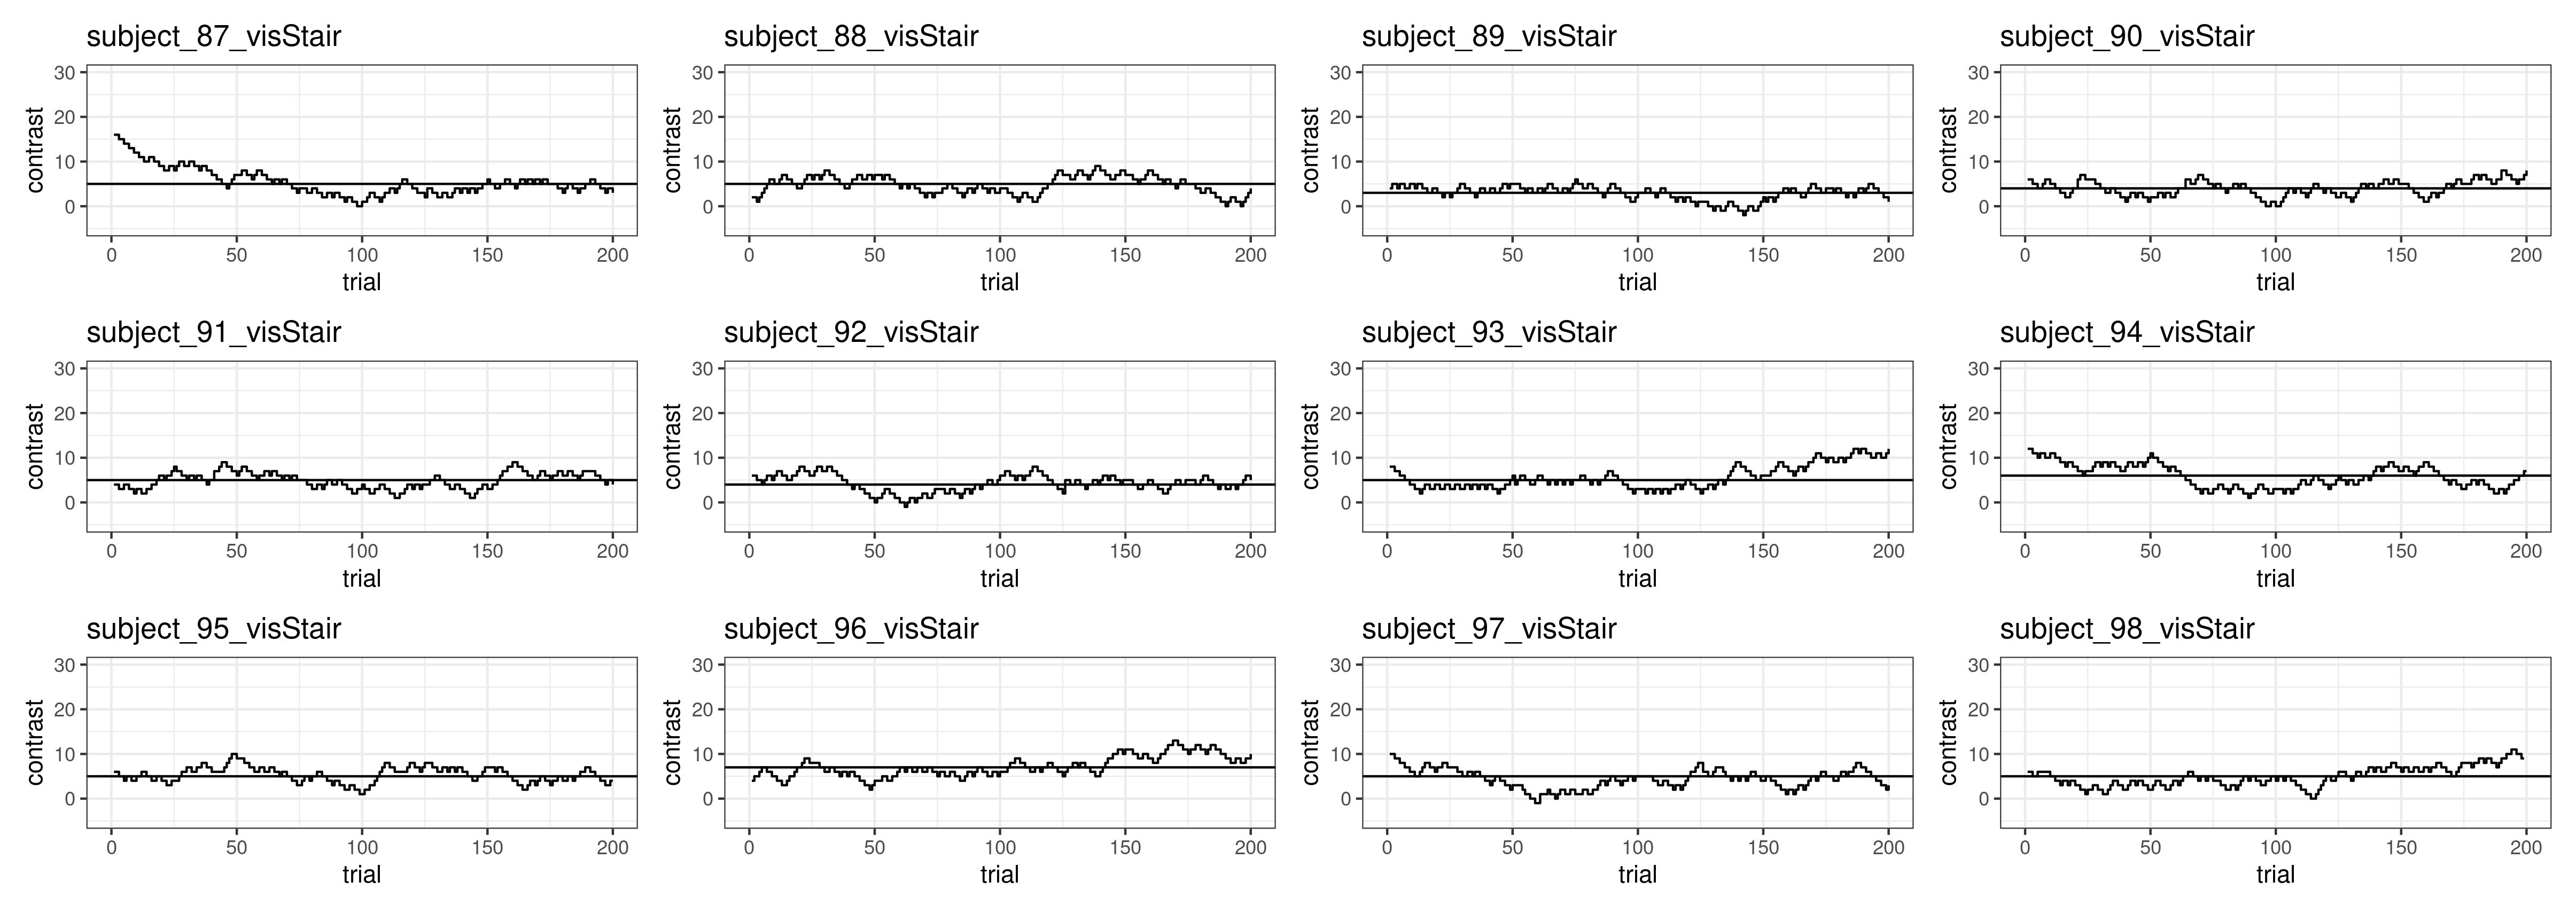 subject_87_visStair
subject_88_visStair
subject_89_visStair
subject_90_visStair
30
20
10
0
contrast
0 50 100 150 200
trial
30
20
10
0
contrast
0 50 100 150 200
trial
30
20
10
0
contrast
0 50 100 150 200
trial
30
20
10
0
contrast
0 50 100 150 200
trial
subject_91_visStair
subject_92_visStair
subject_93_visStair
subject_94_visStair
30
20
10
0
contrast
0 50 100 150 200
trial
30
20
10
0
contrast
0 50 100 150 200
trial
30
20
10
0
contrast
0 50 100 150 200
trial
30
20
10
0
contrast
0 50 100 150 200
trial
subject_95_visStair
subject_96_visStair
subject_97_visStair
subject_98_visStair
30
20
10
0
contrast
0 50 100 150 200
trial
30
20
10
0
contrast
0 50 100 150 200
trial
30
20
10
0
contrast
0 50 100 150 200
trial
30
20
10
0
contrast
0 50 100 150 200
trial